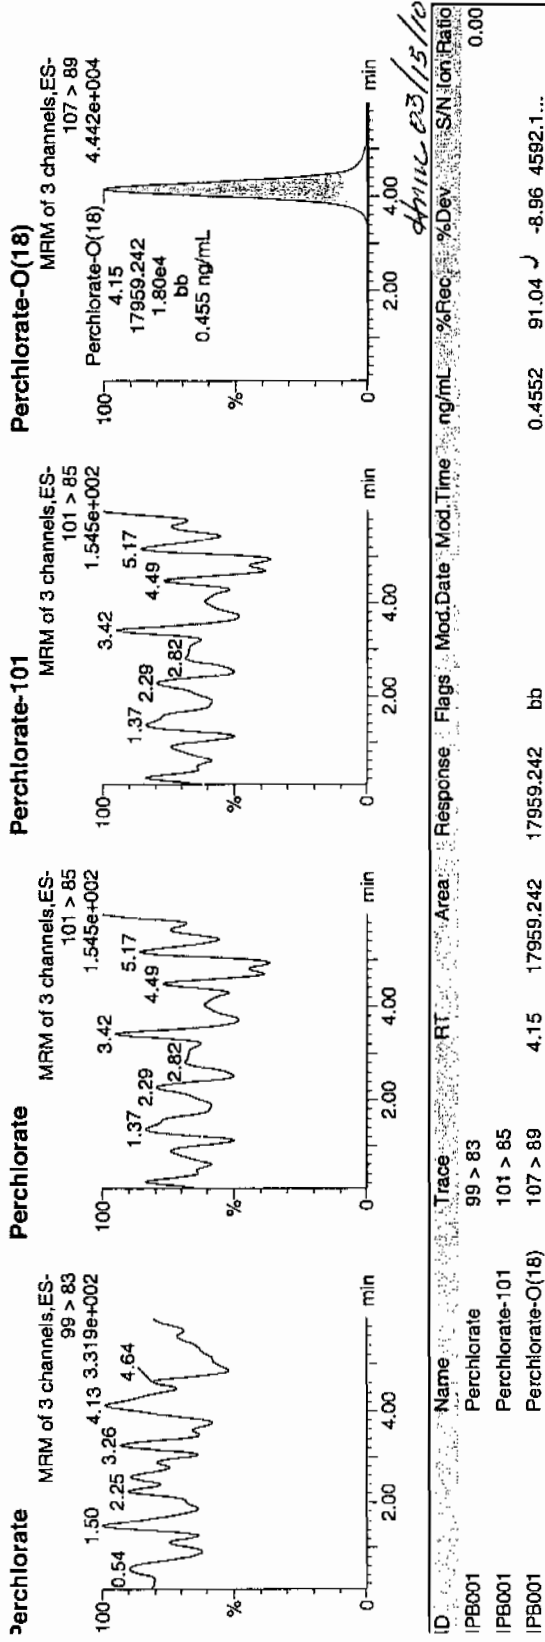 Perchlorate
MRM of 3 channels,ES-
99 > 83
3.319e+002
100
%
0
0.54
1.50
2.25
3.26
4.13
4.64
2.00
4.00
min
Perchlorate
MRM of 3 channels,ES-
101 > 85
1.545e+002
100
%
0
1.37
2.29
2.82
3.42
4.49
5.17
2.00
4.00
min
Perchlorate-101
MRM of 3 channels,ES-
101 > 85
1.545e+002
100
%
0
1.37
2.29
2.82
3.42
4.49
5.17
2.00
4.00
min
Perchlorate-O(18)
MRM of 3 channels,ES-
107 > 89
4.442e+004
Perchlorate-O(18)
4.15
17959.242
1.80e4
bb
0.455 ng/mL
100
%
0
2.00
4.00
min
03/15/10
ID Name Trace RT Area Response Flags Mod.Date Mod.Time ng/mL %Rec %Dev S/N Ion Ratio
IPB001 Perchlorate 99 > 83 0.00
IPB001 Perchlorate-101 101 > 85
IPB001 Perchlorate-O(18) 107 > 89 4.15 17959.242 17959.242 bb 0.4552 91.04 -8.96 4592.1...